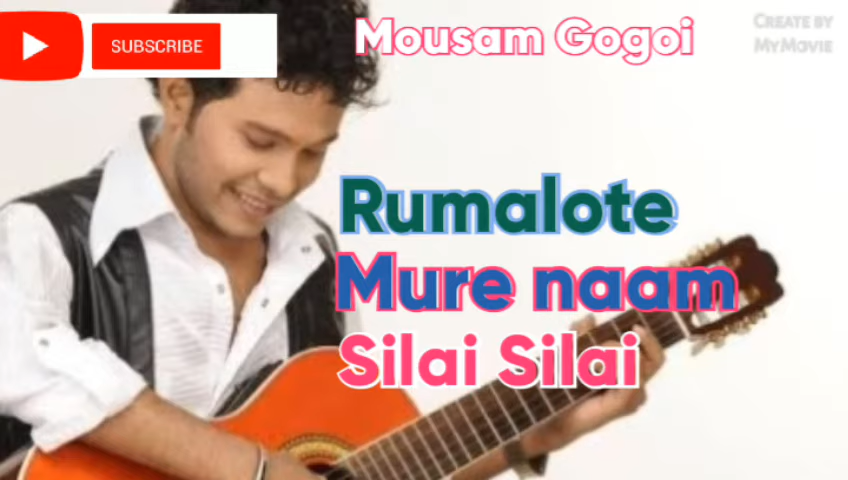 SUBSCRIBE
Mousam Gogoi
CREATE BY
MYMOVIE
Rumalote
Mure naam
Silai Silai